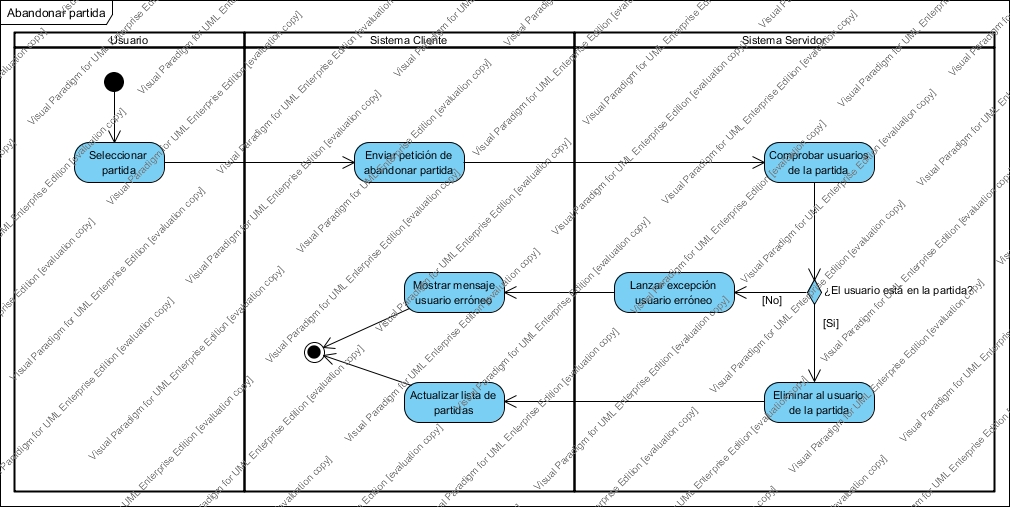 Abandonar partida
Usuario
Sistema Cliente
Sistema Servidor
Seleccionar
partida
Enviar petición de
abandonar partida
Comprobar usuarios
de la partida
Mostrar mensaje
usuario erróneo
Lanzar excepción
usuario erróneo
¿El usuario está en la partida?
[No]
[Si]
Actualizar lista de
partidas
Eliminar al usuario
de la partida
Visual Paradigm for UML Enterprise Edition [evaluation copy]